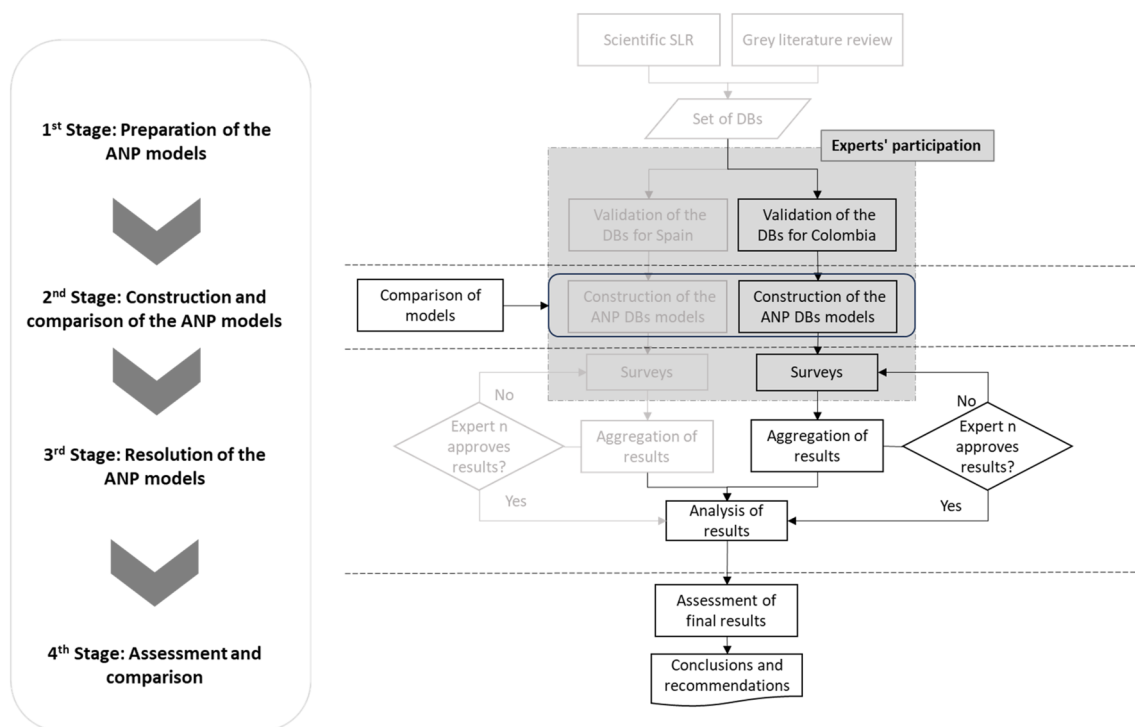 1st Stage: Preparation of the
ANP models
2nd Stage: Construction and
comparison of the ANP models
3rd Stage: Resolution of the
ANP models
4th Stage: Assessment and
comparison
Scientific SLR
Grey literature review
Set of DBs
Experts' participation
Validation of the
DBs for Spain
Validation of the
DBs for Colombia
Comparison of
models
Construction of the
ANP DBs models
Construction of the
ANP DBs models
Surveys
Surveys
No
No
Expert n
approves
results?
Aggregation of
results
Aggregation of
results
Expert n
approves
results?
Yes
Yes
Analysis of
results
Assessment of
final results
Conclusions and
recommendations